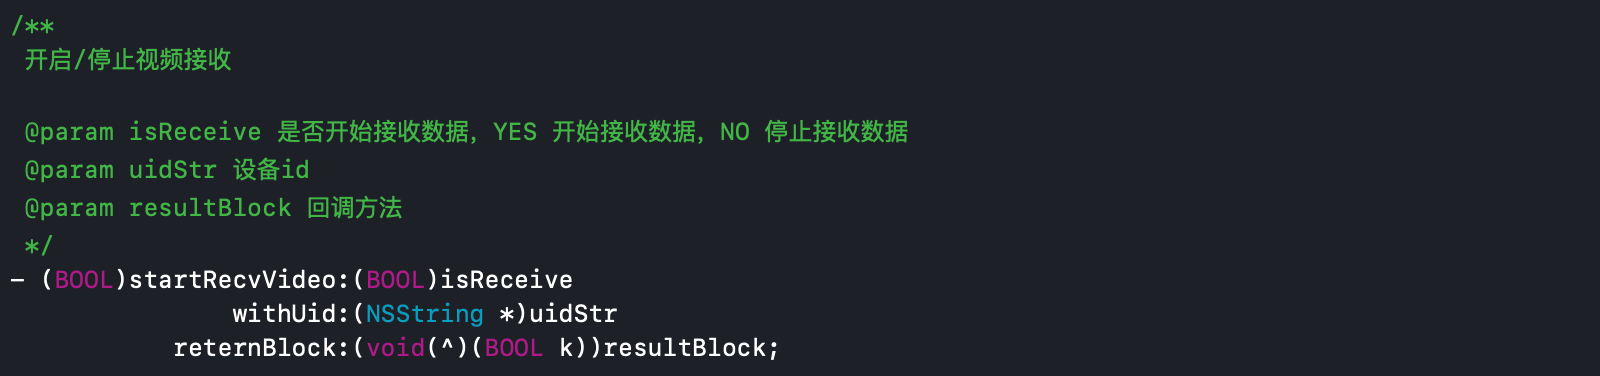 /**
开启/停止视频接收
@param isReceive 是否开始接收数据，YES 开始接收数据，NO 停止接收数据
@param uidStr 设备id
@param resultBlock 回调方法
*/
- (BOOL)startRecvVideo:(BOOL)isReceive
withUid:(NSString *)uidStr
reternBlock:(void(^)(BOOL k))resultBlock;